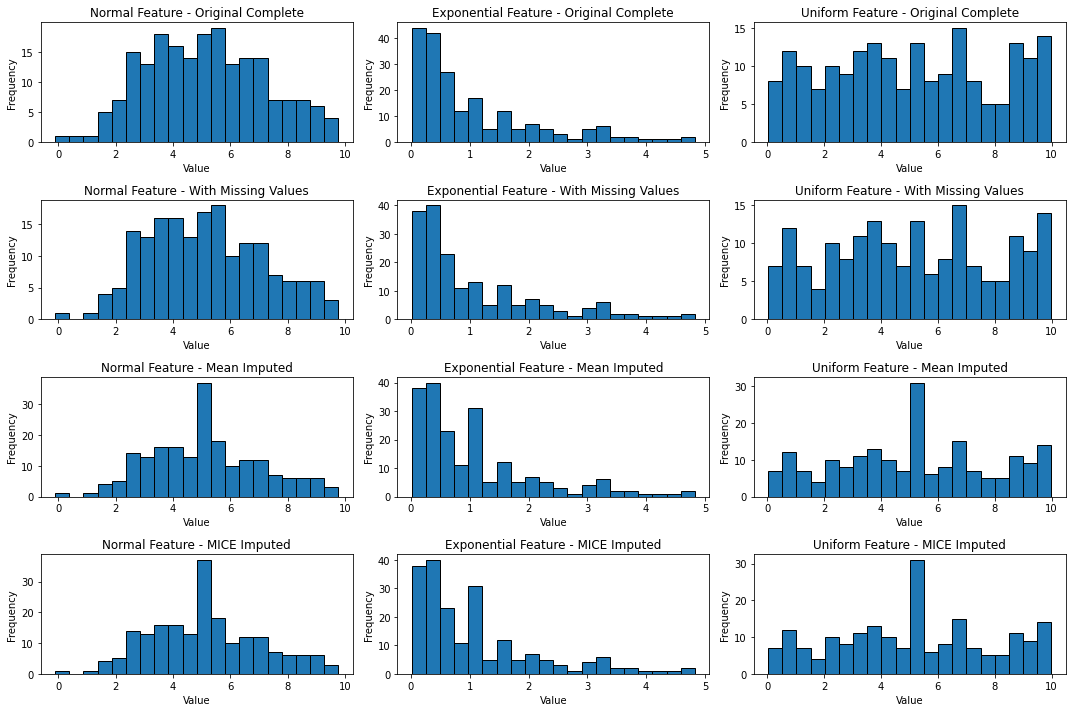 Normal Feature - Original Complete
Frequency
15
10
5
0
0 2 4 6 8 10
Value
Exponential Feature - Original Complete
Frequency
40
30
20
10
0
0 1 2 3 4 5
Value
Uniform Feature - Original Complete
Frequency
15
10
5
0
0 2 4 6 8 10
Value
Normal Feature - With Missing Values
Frequency
15
10
5
0
0 2 4 6 8 10
Value
Exponential Feature - With Missing Values
Frequency
40
30
20
10
0
0 1 2 3 4 5
Value
Uniform Feature - With Missing Values
Frequency
15
10
5
0
0 2 4 6 8 10
Value
Normal Feature - Mean Imputed
Frequency
30
20
10
0
0 2 4 6 8 10
Value
Exponential Feature - Mean Imputed
Frequency
40
30
20
10
0
0 1 2 3 4 5
Value
Uniform Feature - Mean Imputed
Frequency
30
20
10
0
0 2 4 6 8 10
Value
Normal Feature - MICE Imputed
Frequency
30
20
10
0
0 2 4 6 8 10
Value
Exponential Feature - MICE Imputed
Frequency
40
30
20
10
0
0 1 2 3 4 5
Value
Uniform Feature - MICE Imputed
Frequency
30
20
10
0
0 2 4 6 8 10
Value